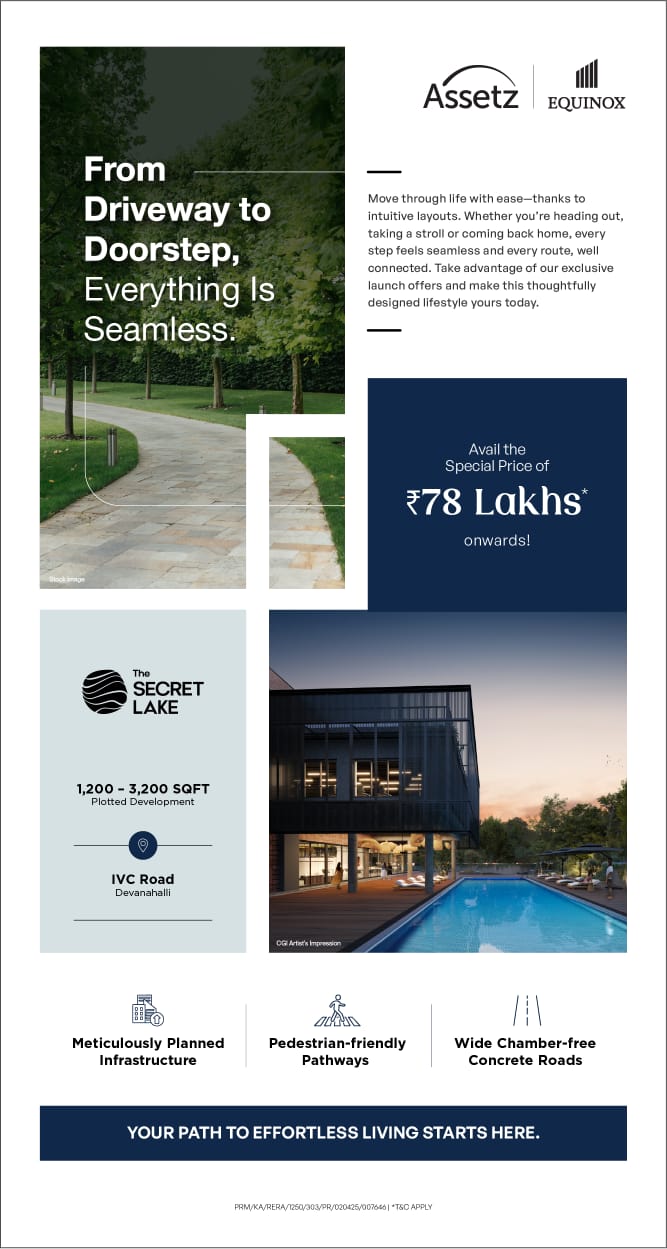 Assetz
EQUINOX
From
Driveway to
Doorstep,
Everything Is
Seamless.
Stock Image
Move through life with ease—thanks to
intuitive layouts. Whether you're heading out,
taking a stroll or coming back home, every
step feels seamless and every route, well
connected. Take advantage of our exclusive
launch offers and make this thoughtfully
designed lifestyle yours today.
Avail the
Special Price of
₹78 Lakhs*
onwards!
The
SECRET
LAKE
1,200 – 3,200 SQFT
Plotted Development
IVC Road
Devanahalli
CGI Artist's Impression
Meticulously Planned
Infrastructure
Pedestrian-friendly
Pathways
Wide Chamber-free
Concrete Roads
YOUR PATH TO EFFORTLESS LIVING STARTS HERE.
PRM/KA/RERA/1250/303/PR/020425/007646 | *T&C APPLY